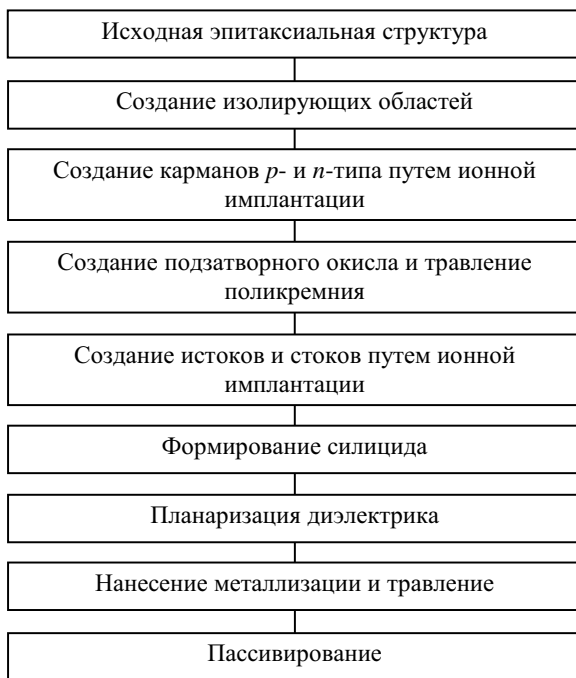 Исходная эпитаксиальная структура
Создание изолирующих областей
Создание карманов p- и n-типа путем ионной
имплантации
Создание подзатворного окисла и травление
поликремния
Создание истоков и стоков путем ионной
имплантации
Формирование силицида
Планаризация диэлектрика
Нанесение металлизации и травление
Пассивирование